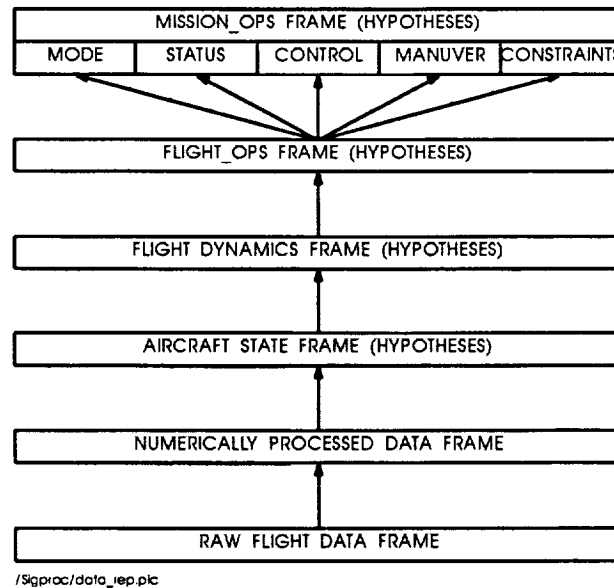 MISSION_OPS FRAME (HYPOTHESES)
MODE STATUS CONTROL MANUVER CONSTRAINTS
FLIGHT_OPS FRAME (HYPOTHESES)
FLIGHT DYNAMICS FRAME (HYPOTHESES)
AIRCRAFT STATE FRAME (HYPOTHESES)
NUMERICALLY PROCESSED DATA FRAME
RAW FLIGHT DATA FRAME
/Sigproc/data_rep.pic